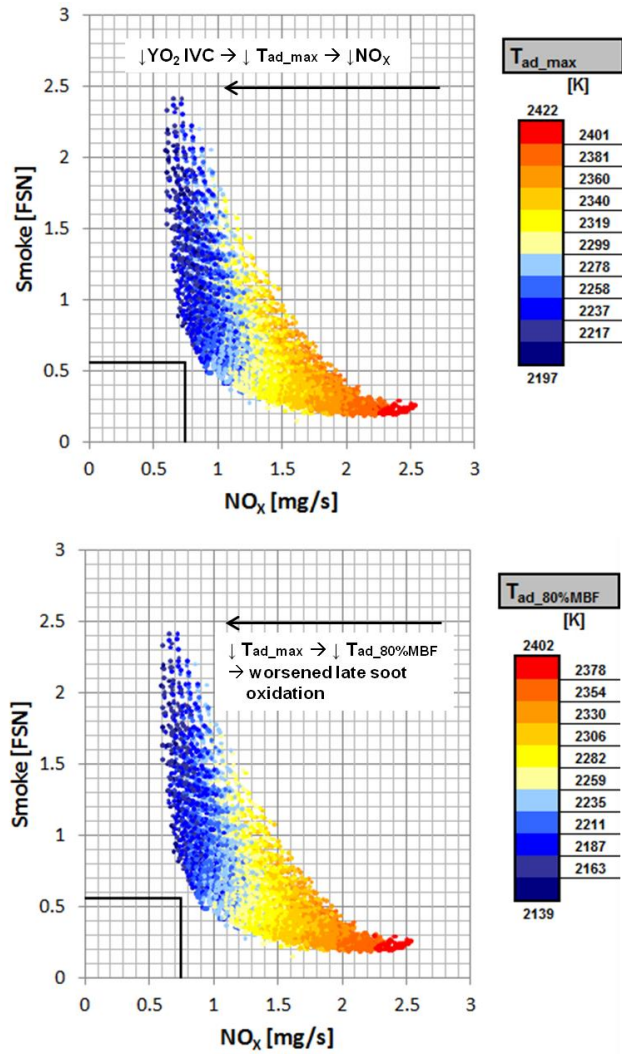 ↓YO₂ IVC → ↓ Tad_max → ↓NOX
Tad_max
[K]
2422
2401
2381
2360
2340
2319
2299
2278
2258
2237
2217
2197
3
2.5
2
1.5
1
0.5
0
Smoke [FSN]
0 0.5 1 1.5 2 2.5 3
NOX [mg/s]
↓ Tad_max → ↓ Tad_80%MBF
→ worsened late soot
oxidation
Tad_80%MBF
[K]
2402
2378
2354
2330
2306
2282
2259
2235
2211
2187
2163
2139
3
2.5
2
1.5
1
0.5
0
Smoke [FSN]
0 0.5 1 1.5 2 2.5 3
NOX [mg/s]